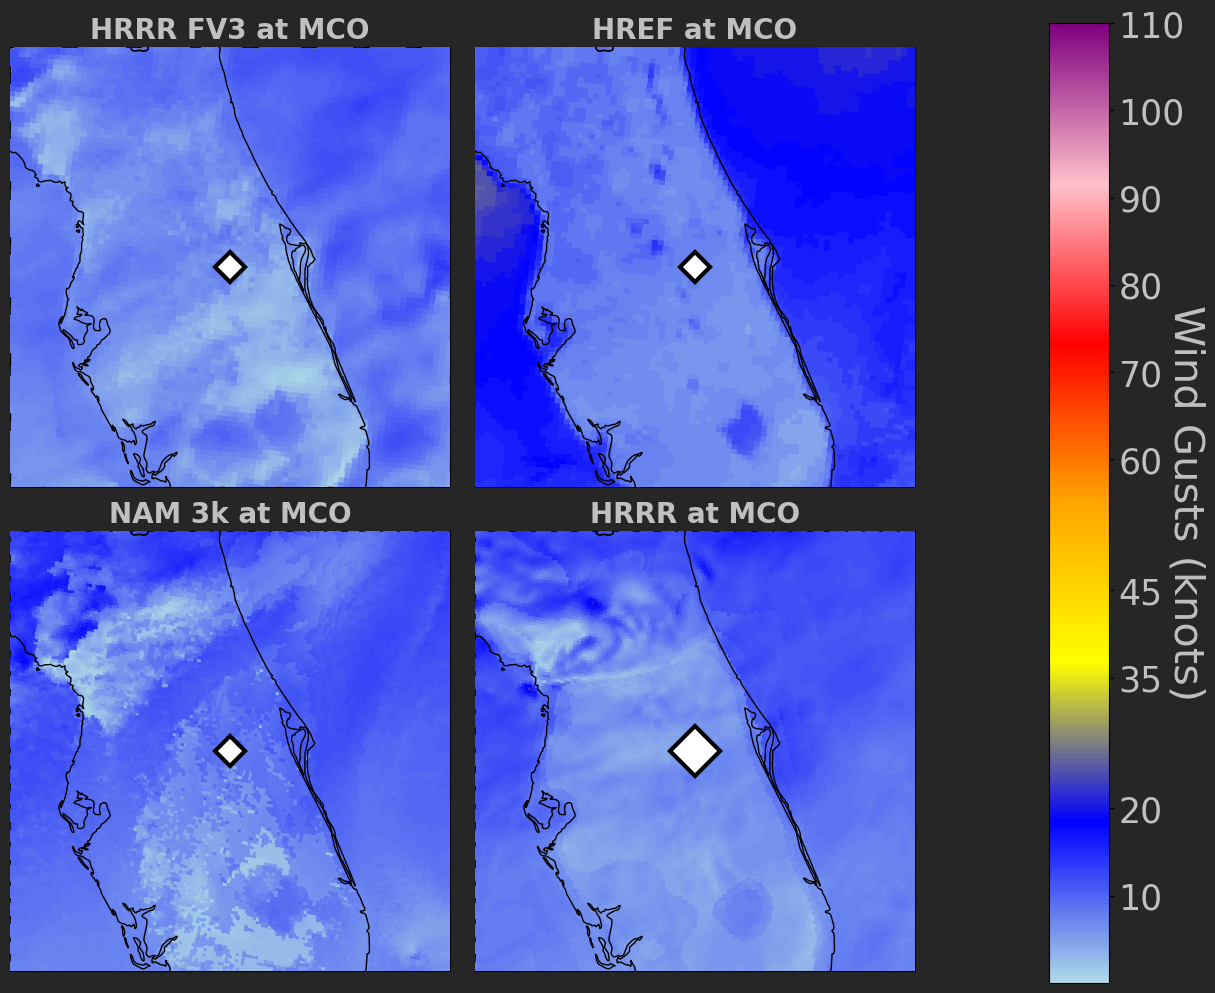 HRRR FV3 at MCO
HREF at MCO
NAM 3k at MCO
HRRR at MCO
110
100
90
80
70
60
45
35
20
10
Wind Gusts (knots)